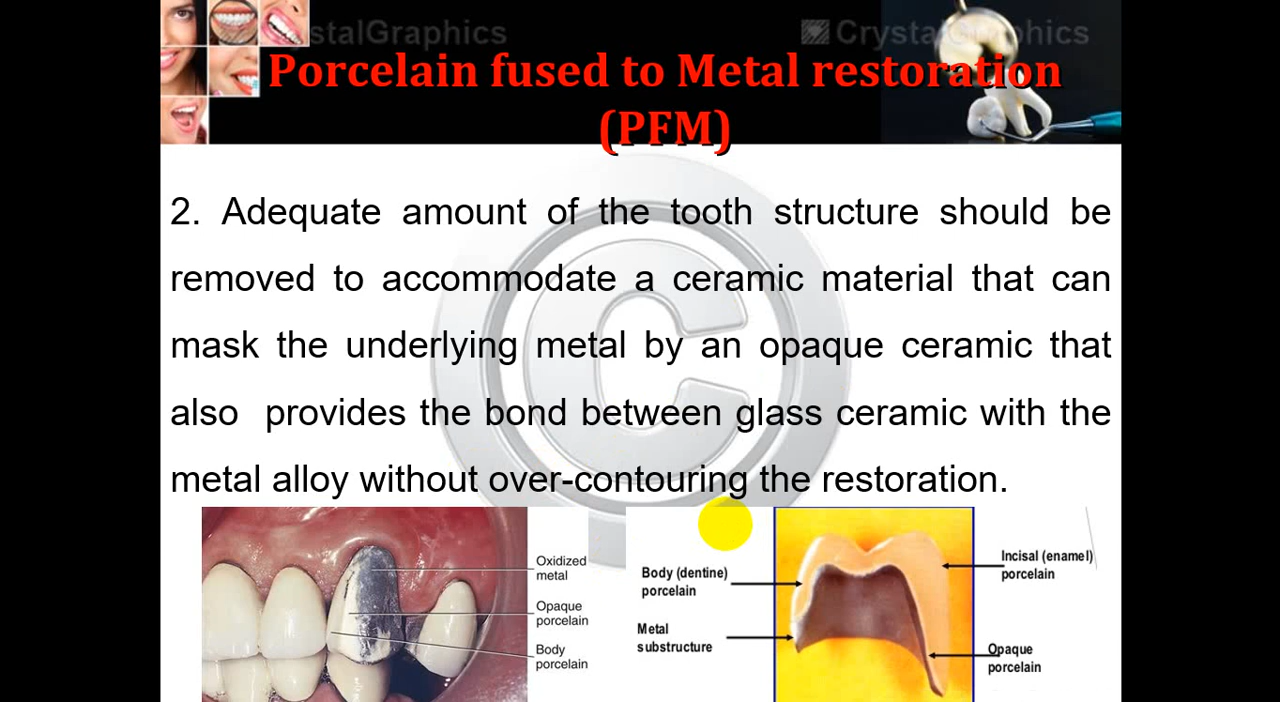 stalGraphics
CrystalGraphics
Porcelain fused to Metal restoration
(PFM)
2. Adequate amount of the tooth structure should be
removed to accommodate a ceramic material that can
mask the underlying metal by an opaque ceramic that
also provides the bond between glass ceramic with the
metal alloy without over-contouring the restoration.
Oxidized
metal
Opaque
porcelain
Body
porcelain
Body (dentine)
porcelain
Metal
substructure
Incisal (enamel)
porcelain
Opaque
porcelain